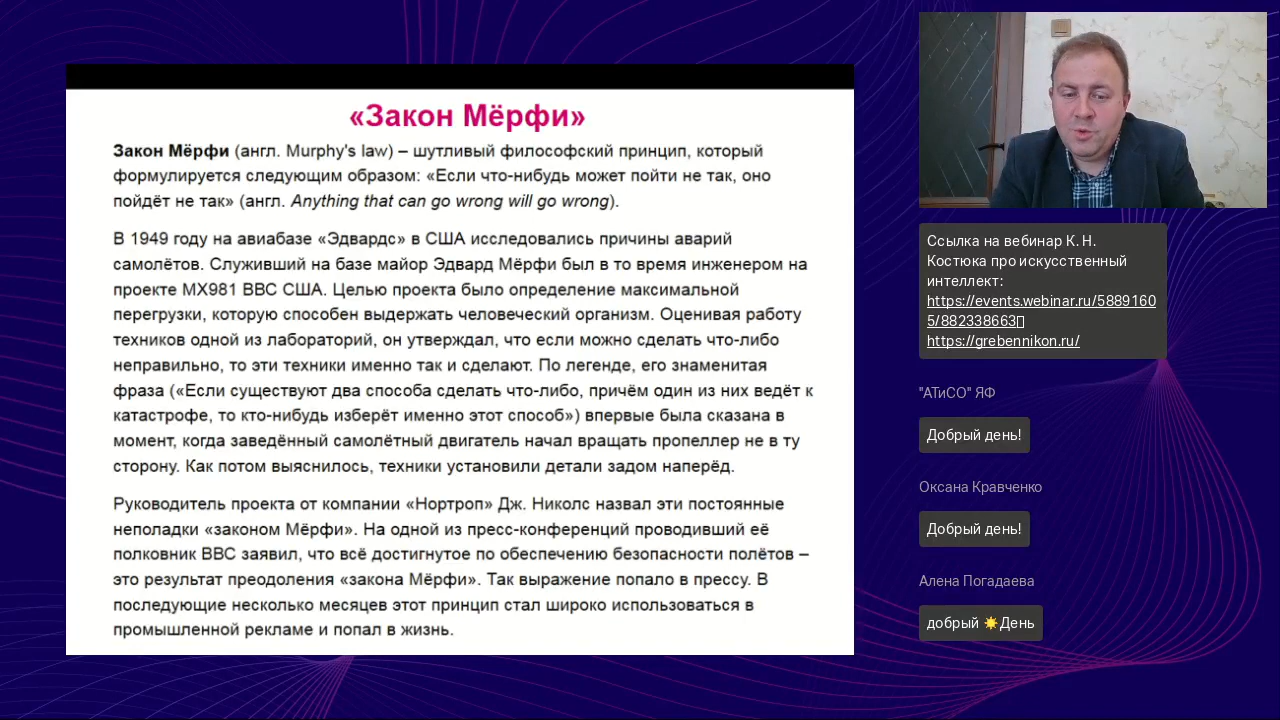 «Закон Мёрфи»
Закон Мёрфи (англ. Murphy's law) – шутливый философский принцип, который
формулируется следующим образом: «Если что-нибудь может пойти не так, оно
пойдёт не так» (англ. Anything that can go wrong will go wrong).
В 1949 году на авиабазе «Эдвардс» в США исследовались причины аварий
самолётов. Служивший на базе майор Эдвард Мёрфи был в то время инженером на
проекте MX981 ВВС США. Целью проекта было определение максимальной
перегрузки, которую способен выдержать человеческий организм. Оценивая работу
техников одной из лабораторий, он утверждал, что если можно сделать что-либо
неправильно, то эти техники именно так и сделают. По легенде, его знаменитая
фраза («Если существуют два способа сделать что-либо, причём один из них ведёт к
катастрофе, то кто-нибудь изберёт именно этот способ») впервые была сказана в
момент, когда заведённый самолётный двигатель начал вращать пропеллер не в ту
сторону. Как потом выяснилось, техники установили детали задом наперёд.
Руководитель проекта от компании «Нортроп» Дж. Николс назвал эти постоянные
неполадки «законом Мёрфи». На одной из пресс-конференций проводивший её
полковник ВВС заявил, что всё достигнутое по обеспечению безопасности полётов –
это результат преодоления «закона Мёрфи». Так выражение попало в прессу. В
последующие несколько месяцев этот принцип стал широко использоваться в
промышленной рекламе и попал в жизнь.
Ссылка на вебинар К. Н.
Костюка про искусственный
интеллект:
https://events.webinar.ru/5889160
5/882338663
https://grebennikon.ru/
"АТиСО" ЯФ
Добрый день!
Оксана Кравченко
Добрый день!
Алена Погадаева
добрый ☀️День